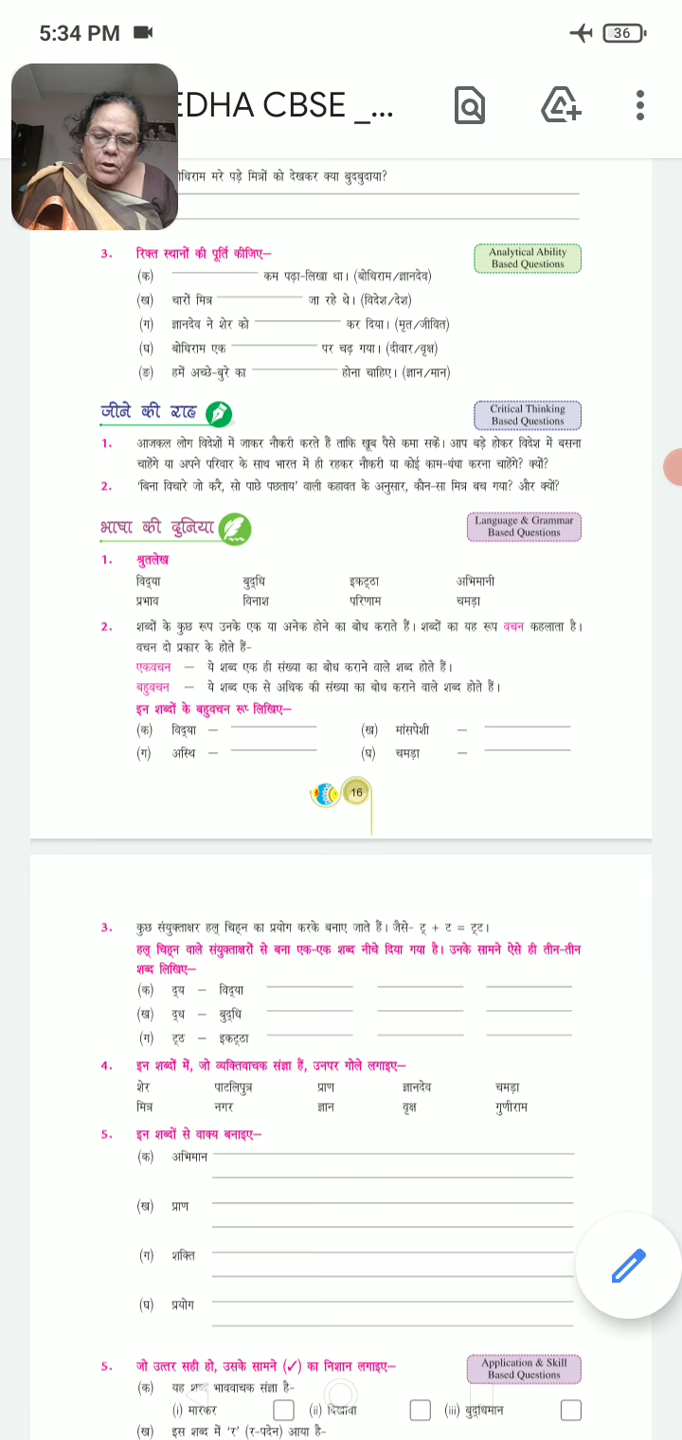 5:34 PM
36
EDHA CBSE _...
धिराम मरे पड़े मित्रों को देखकर क्या बुदबुदाया?
3. रिक्त स्थानों की पूर्ति कीजिए—
Analytical Ability
Based Questions
(क) कम पढ़ा-लिखा था। (बोधिराम/ज्ञानदेव)
(ख) चारों मित्र जा रहे थे। (विदेश/देश)
(ग) ज्ञानदेव ने शेर को कर दिया। (मृत/जीवित)
(घ) बोधिराम एक पर चढ़ गया। (दीवार/वृक्ष)
(ङ) हमें अच्छे-बुरे का होना चाहिए। (ज्ञान/मान)
जीने की राह
Critical Thinking
Based Questions
1. आजकल लोग विदेशों में जाकर नौकरी करते हैं ताकि खूब पैसे कमा सकें। आप बड़े होकर विदेश में बसना
चाहेंगे या अपने परिवार के साथ भारत में ही रहकर नौकरी या कोई काम-धंधा करना चाहेंगे? क्यों?
2. ‘बिना विचारे जो करै, सो पाछे पछताय’ वाली कहावत के अनुसार, कौन-सा मित्र बच गया? और क्यों?
भाषा की दुनिया
Language & Grammar
Based Questions
1. श्रुतलेख
विद्‌या बुद्‌धि इकट्‌ठा अभिमानी
प्रभाव विनाश परिणाम चमड़ा
2. शब्दों के कुछ रूप उनके एक या अनेक होने का बोध कराते हैं। शब्दों का यह रूप वचन कहलाता है।
वचन दो प्रकार के होते हैं-
एकवचन — ये शब्द एक ही संख्या का बोध कराने वाले शब्द होते हैं।
बहुवचन — ये शब्द एक से अधिक की संख्या का बोध कराने वाले शब्द होते हैं।
इन शब्दों के बहुवचन रूप लिखिए—
(क) विद्‌या — (ख) मांसपेशी —
(ग) अस्थि — (घ) चमड़ा —
16
3. कुछ संयुक्ताक्षर हल् चिह्‌न का प्रयोग करके बनाए जाते हैं। जैसे- ट् + ट = ट्‌ट।
हल् चिह्‌न वाले संयुक्ताक्षरों से बना एक-एक शब्द नीचे दिया गया है। उनके सामने ऐसे ही तीन-तीन
शब्द लिखिए—
(क) द्‌य — विद्‌या
(ख) द्‌ध — बुद्‌धि
(ग) ट्‌ठ — इकट्‌ठा
4. इन शब्दों में, जो व्यक्तिवाचक संज्ञा हैं, उनपर गोले लगाइए—
शेर पाटलिपुत्र प्राण ज्ञानदेव चमड़ा
मित्र नगर ज्ञान वृक्ष गुणीराम
5. इन शब्दों से वाक्य बनाइए—
(क) अभिमान
(ख) प्राण
(ग) शक्ति
(घ) प्रयोग
5. जो उत्तर सही हो, उसके सामने (✓) का निशान लगाइए—
Application & Skill
Based Questions
(क) यह शब्द भाववाचक संज्ञा है-
(i) मारकर (ii) दिखावा (iii) बुद्‌धिमान
(ख) इस शब्द में ‘र’ (र-पदेन) आया है-